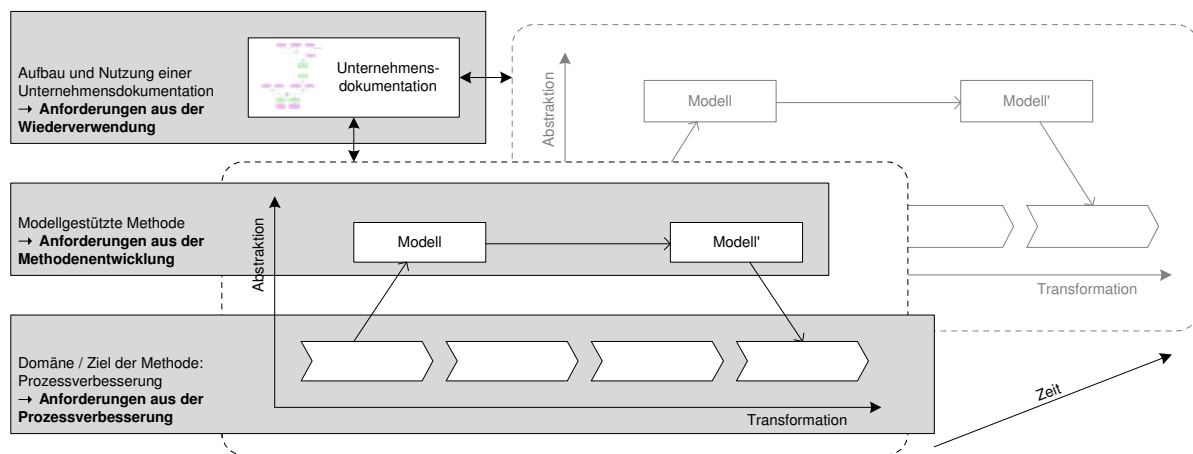 Aufbau und Nutzung einer
Unternehmensdokumentation
→ Anforderungen aus der
Wiederverwendung
Unternehmens-
dokumentation
Abstraktion
Modell
Modell'
Transformation
Modellgestützte Methode
→ Anforderungen aus der
Methodenentwicklung
Abstraktion
Modell
Modell'
Domäne / Ziel der Methode:
Prozessverbesserung
→ Anforderungen aus der
Prozessverbesserung
Transformation
Zeit